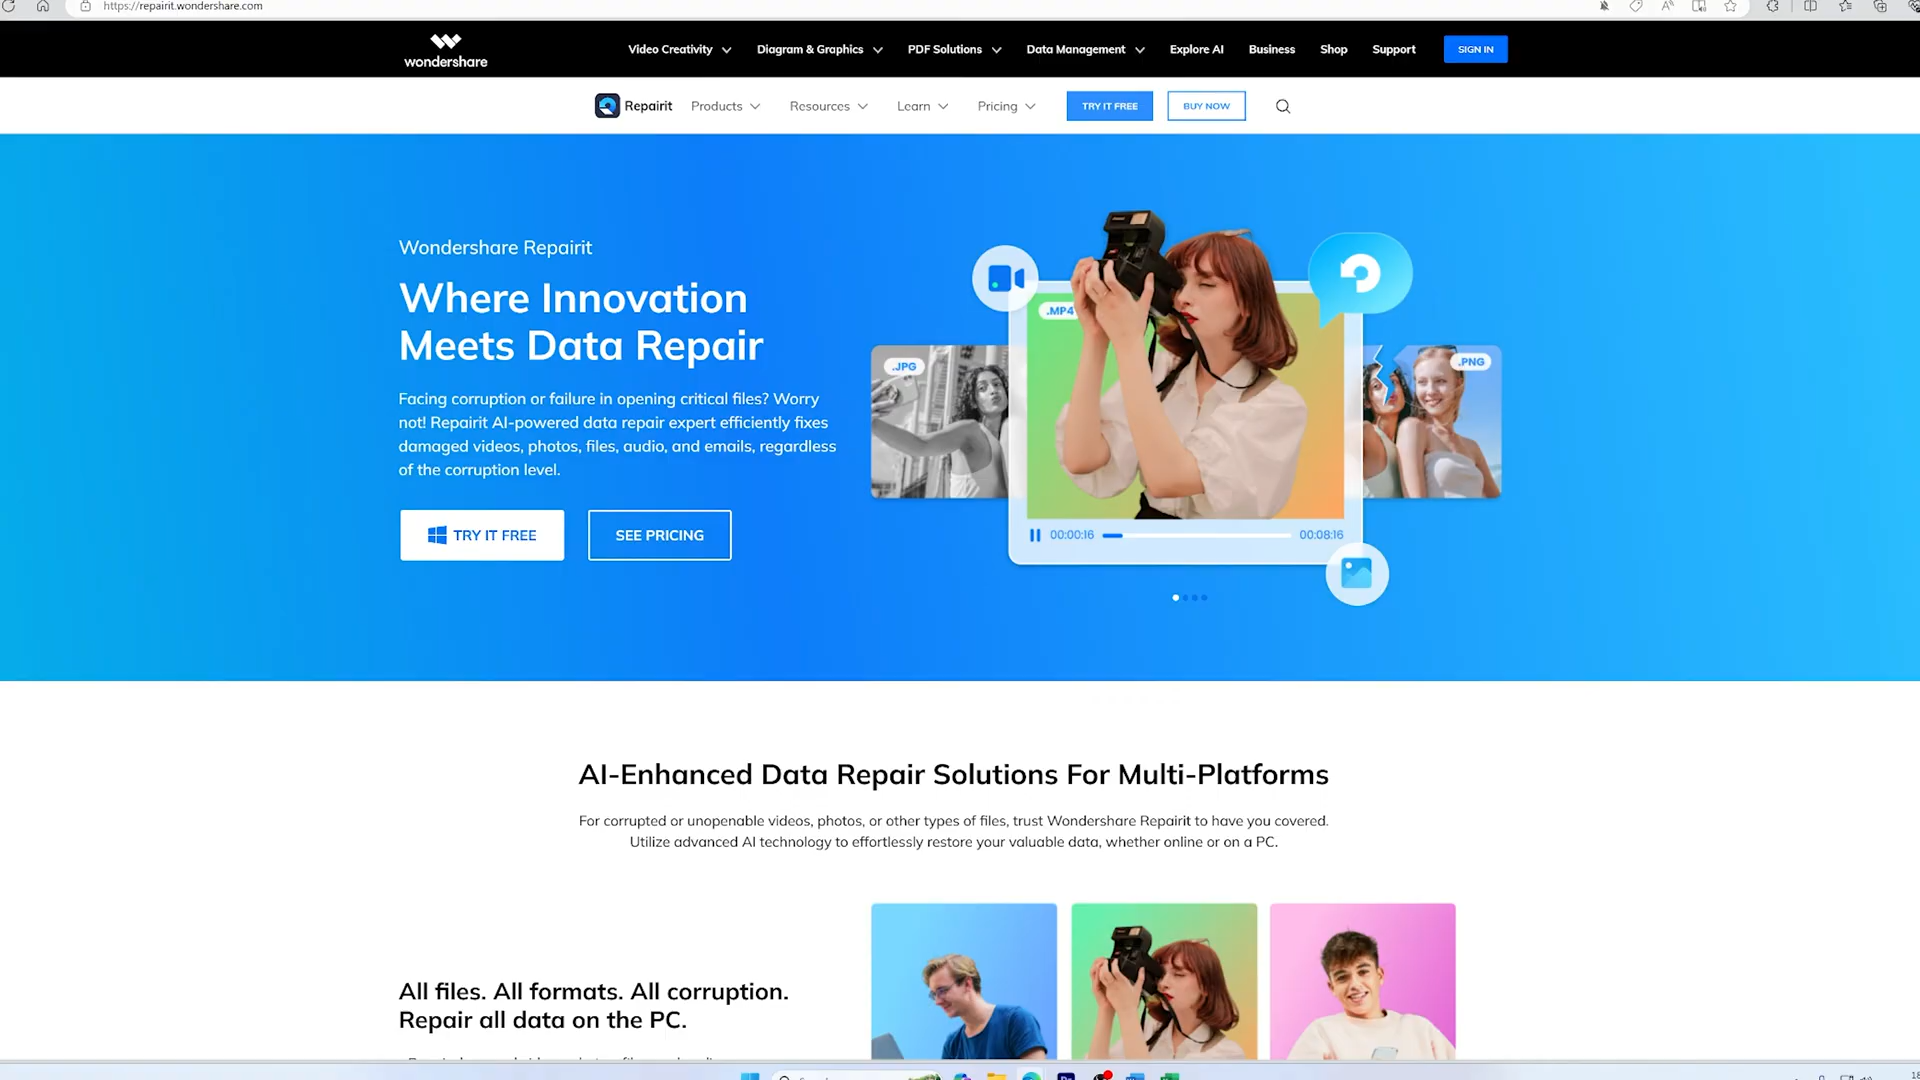 https://repairit.wondershare.com
wondershare
Video Creativity
Diagram & Graphics
PDF Solutions
Data Management
Explore AI
Business
Shop
Support
SIGN IN
Repairit
Products
Resources
Learn
Pricing
TRY IT FREE
BUY NOW
Wondershare Repairit
Where Innovation
Meets Data Repair
Facing corruption or failure in opening critical files? Worry
not! Repairit AI-powered data repair expert efficiently fixes
damaged videos, photos, files, audio, and emails, regardless
of the corruption level.
TRY IT FREE
SEE PRICING
.MP4
.JPG
.PNG
00:00:16
00:08:16
AI-Enhanced Data Repair Solutions For Multi-Platforms
For corrupted or unopenable videos, photos, or other types of files, trust Wondershare Repairit to have you covered.
Utilize advanced AI technology to effortlessly restore your valuable data, whether online or on a PC.
All files. All formats. All corruption.
Repair all data on the PC.